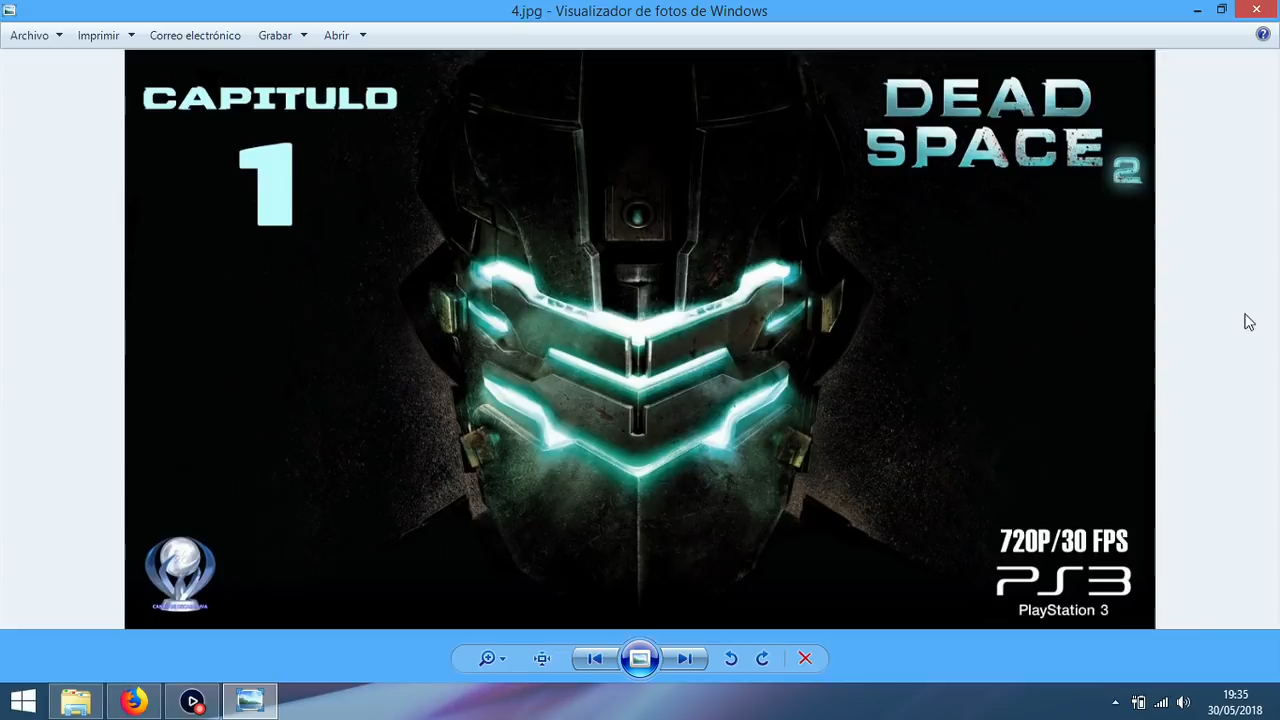 4.jpg - Visualizador de fotos de Windows
Archivo Imprimir Correo electrónico Grabar Abrir
CAPITULO
1
DEAD
SPACE 2
720P/30 FPS
PS3
PlayStation 3
19:35
30/05/2018